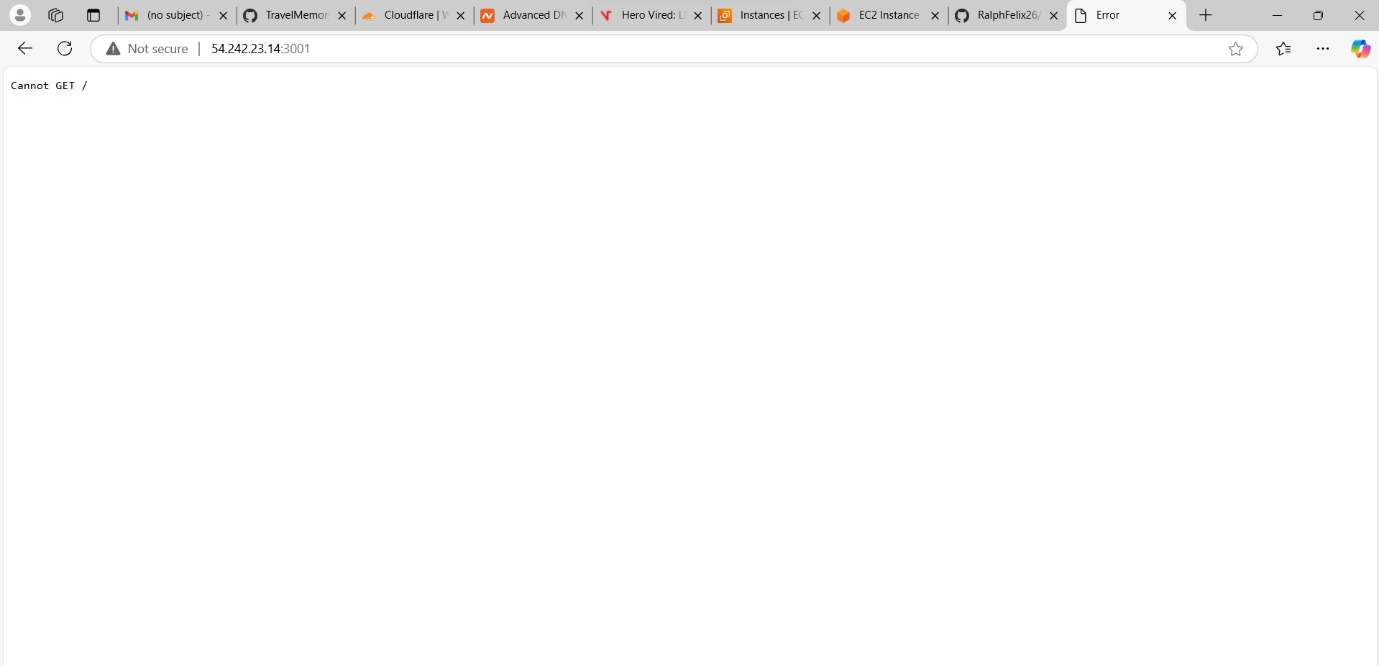 (no subject) -
TravelMemor
Cloudflare | W
Advanced DN
Hero Vired: L
Instances | EC
EC2 Instance
RalphFelix26/
Error
Not secure | 54.242.23.14:3001
Cannot GET /